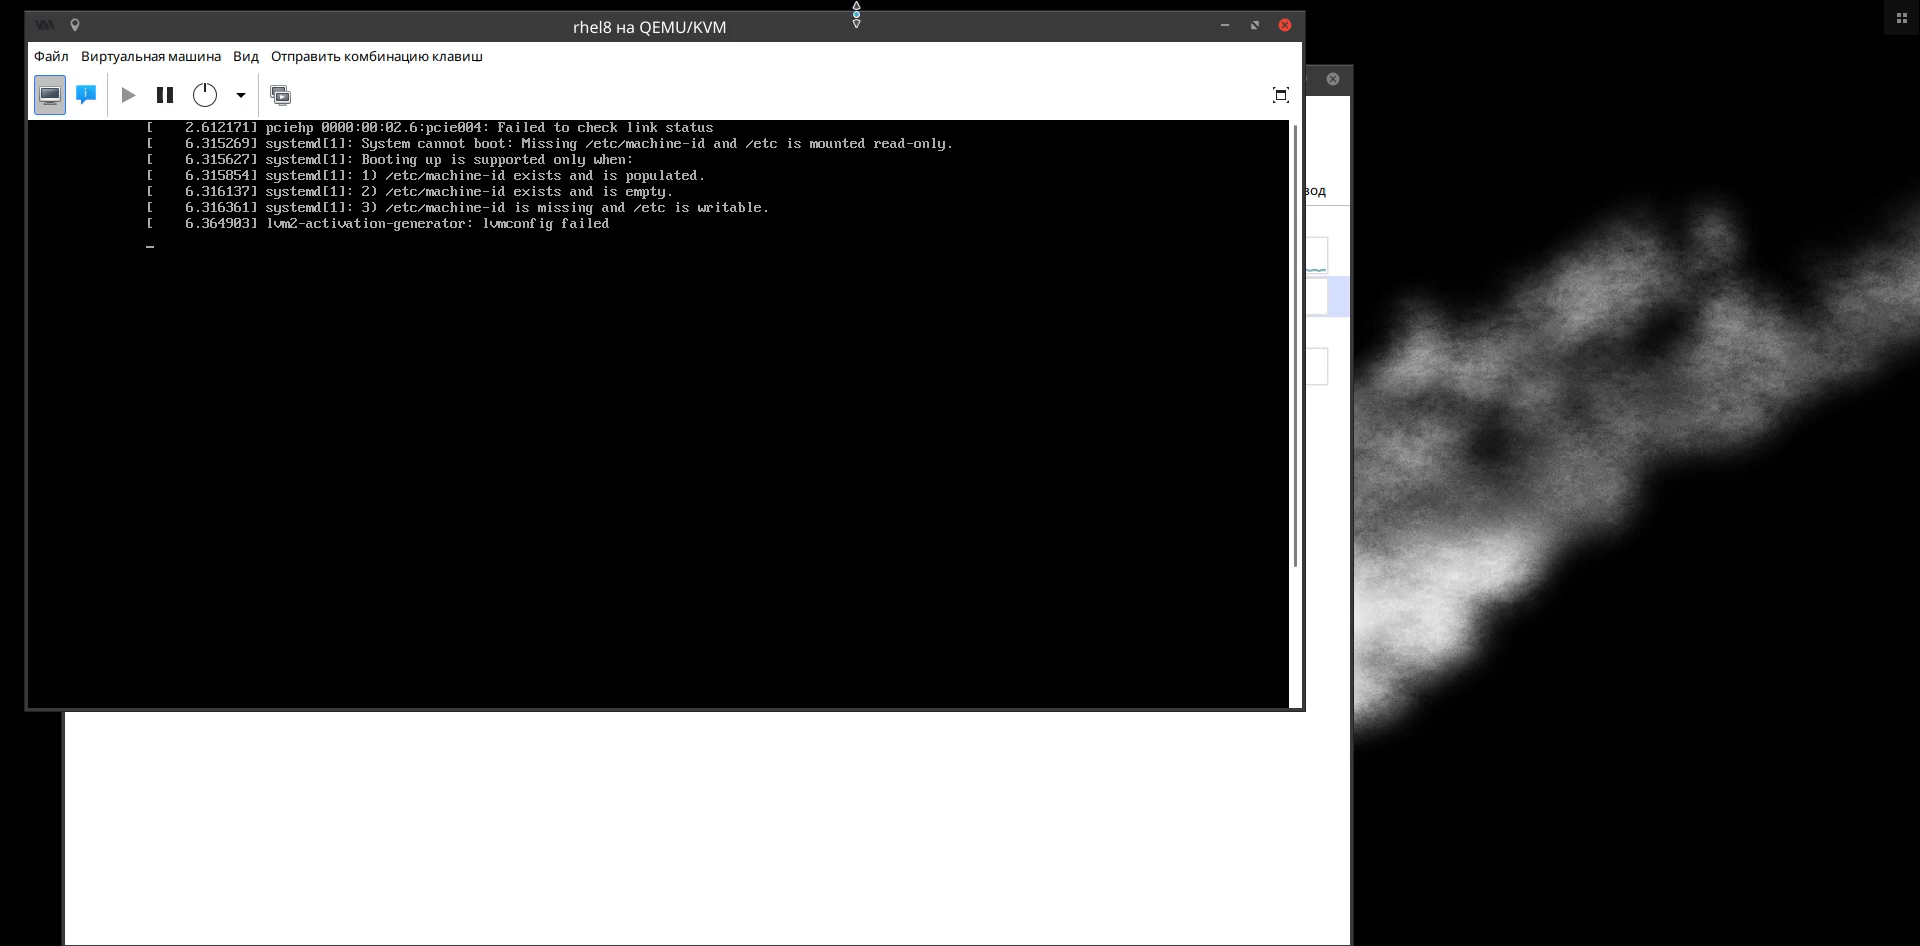 rhel8 на QEMU/KVM
Файл Виртуальная машина Вид Отправить комбинацию клавиш
[    2.612171] pciehp 0000:00:02.6:pcie004: Failed to check link status
[    6.315269] systemd[1]: System cannot boot: Missing /etc/machine-id and /etc is mounted read-only.
[    6.315627] systemd[1]: Booting up is supported only when:
[    6.315854] systemd[1]: 1) /etc/machine-id exists and is populated.
[    6.316137] systemd[1]: 2) /etc/machine-id exists and is empty.
[    6.316361] systemd[1]: 3) /etc/machine-id is missing and /etc is writable.
[    6.364903] lvm2-activation-generator: lvmconfig failed